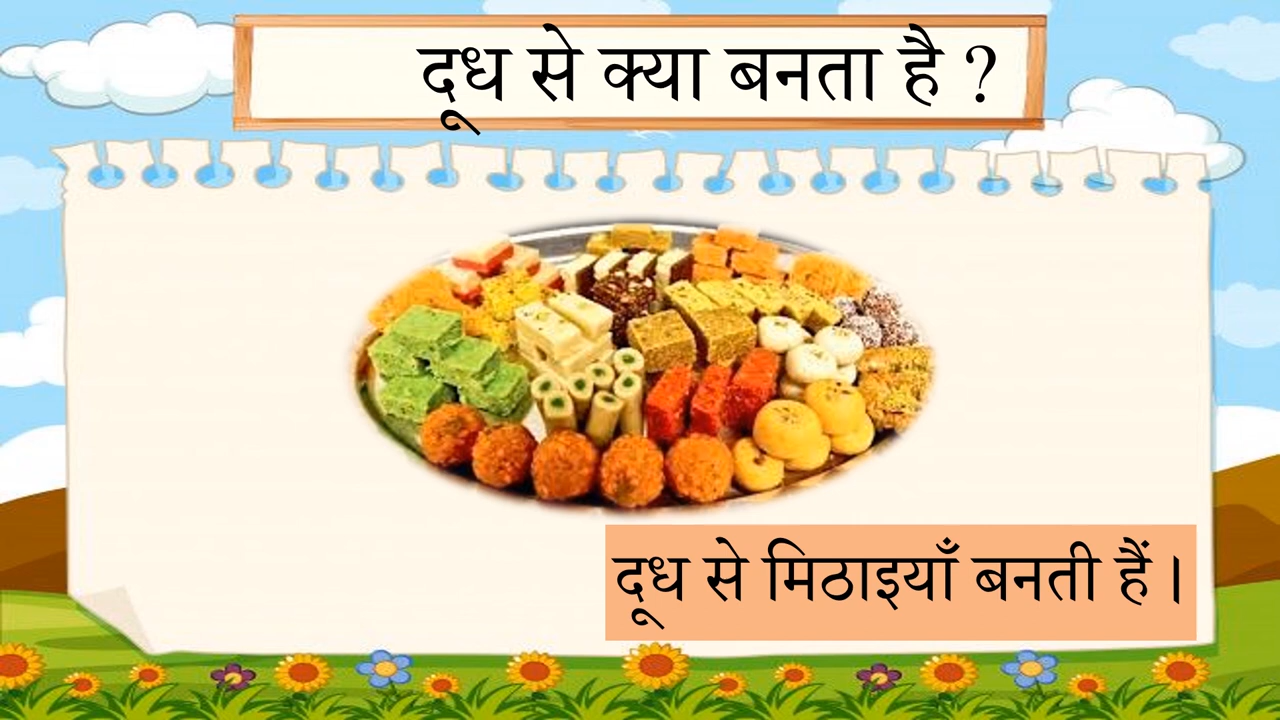 दूध से क्या बनता है ?
दूध से मिठाइयाँ बनती हैं।